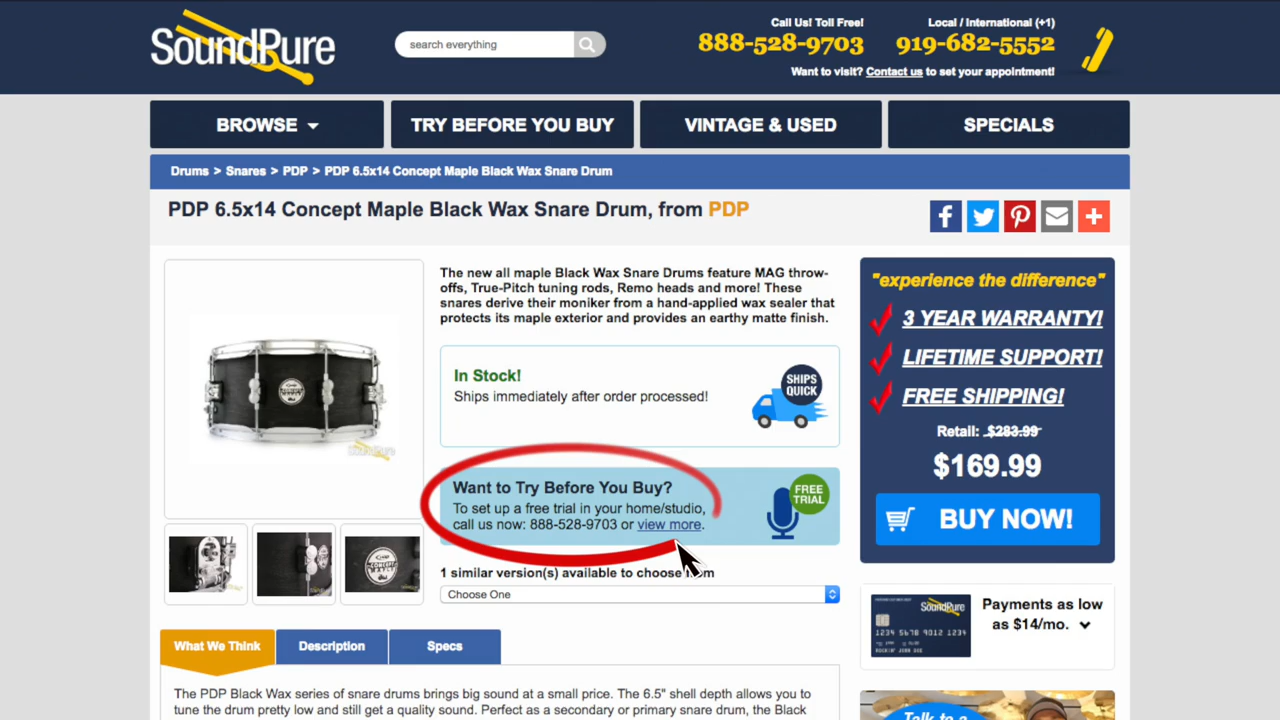 SoundPure
search everything
Call Us! Toll Free!
888-528-9703
Local / International (+1)
919-682-5552
Want to visit? Contact us to set your appointment!
BROWSE
TRY BEFORE YOU BUY
VINTAGE & USED
SPECIALS
Drums > Snares > PDP > PDP 6.5x14 Concept Maple Black Wax Snare Drum
PDP 6.5x14 Concept Maple Black Wax Snare Drum, from PDP
The new all maple Black Wax Snare Drums feature MAG throw-
offs, True-Pitch tuning rods, Remo heads and more! These
snares derive their moniker from a hand-applied wax sealer that
protects its maple exterior and provides an earthy matte finish.
In Stock!
Ships immediately after order processed!
SHIPS
QUICK
Want to Try Before You Buy?
To set up a free trial in your home/studio,
call us now: 888-528-9703 or view more.
FREE
TRIAL
1 similar version(s) available to choose from
Choose One
"experience the difference"
3 YEAR WARRANTY!
LIFETIME SUPPORT!
FREE SHIPPING!
Retail: $283.99
$169.99
BUY NOW!
SoundPure
1234 5678 9012 1234
Payments as low
as $14/mo.
Talk to a
What We Think
Description
Specs
The PDP Black Wax series of snare drums brings big sound at a small price. The 6.5" shell depth allows you to
tune the drum pretty low and still get a quality sound. Perfect as a secondary or primary snare drum, the Black